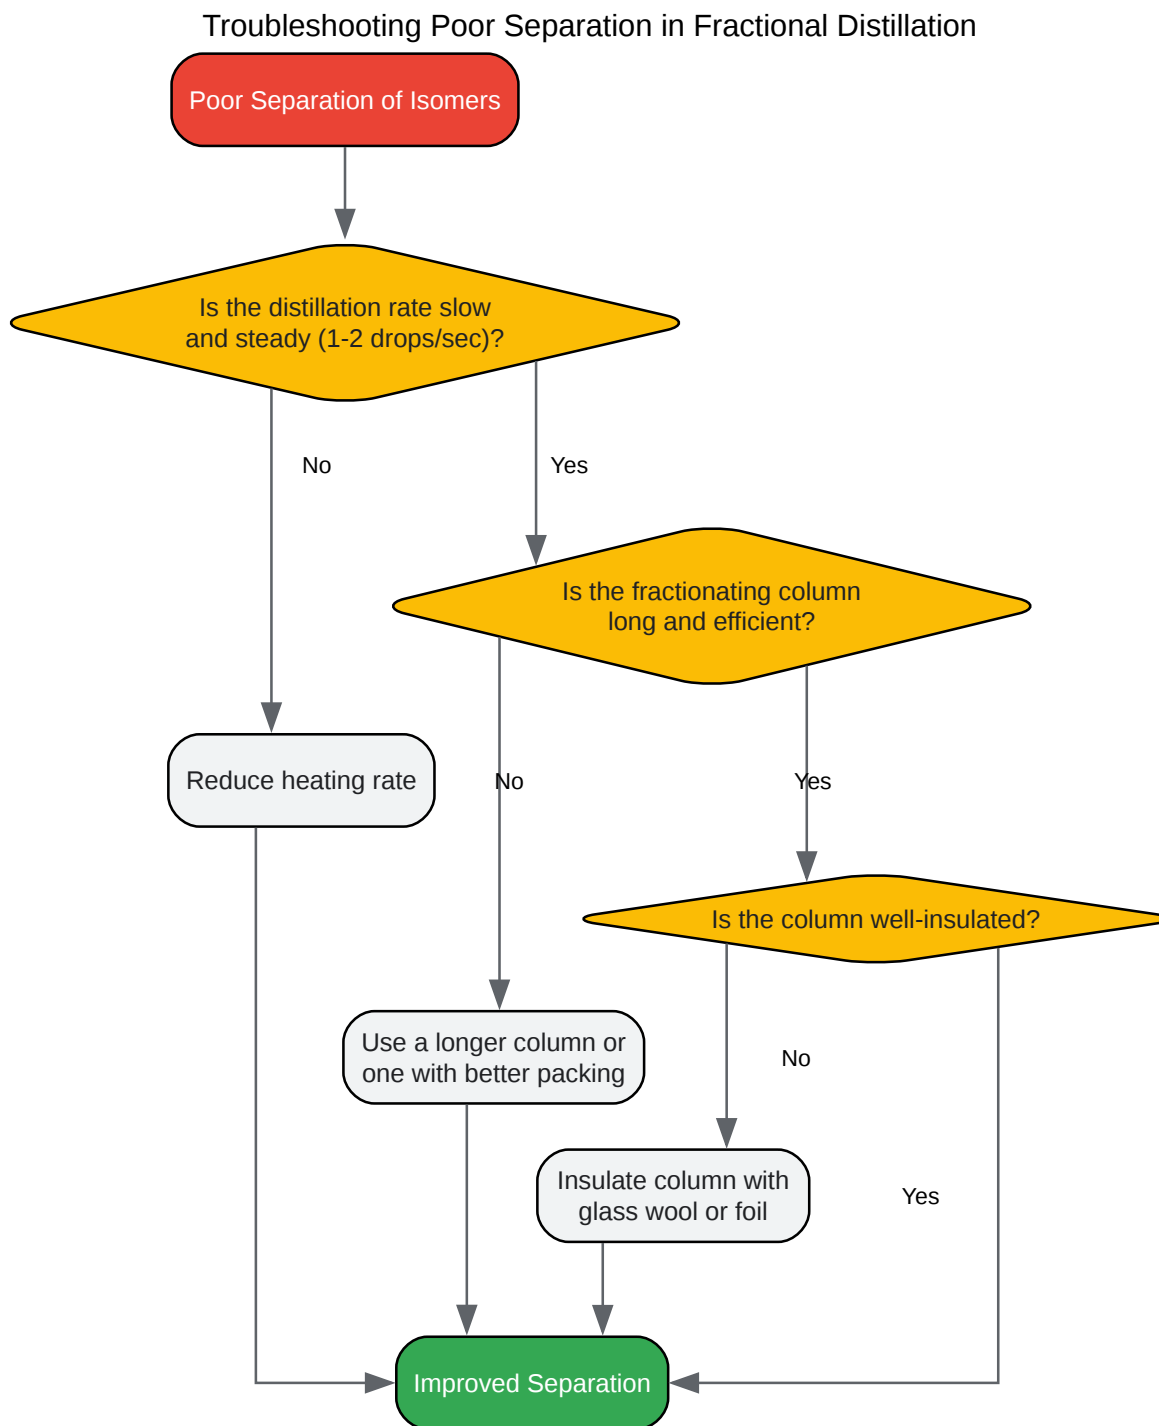 Troubleshooting Poor Separation in Fractional Distillation
Poor Separation of Isomers
Is the distillation rate slow
and steady (1-2 drops/sec)?
No
Yes
Is the fractionating column
long and efficient?
Reduce heating rate
No
Yes
Is the column well-insulated?
Use a longer column or
one with better packing
No
Insulate column with
glass wool or foil
Yes
Improved Separation